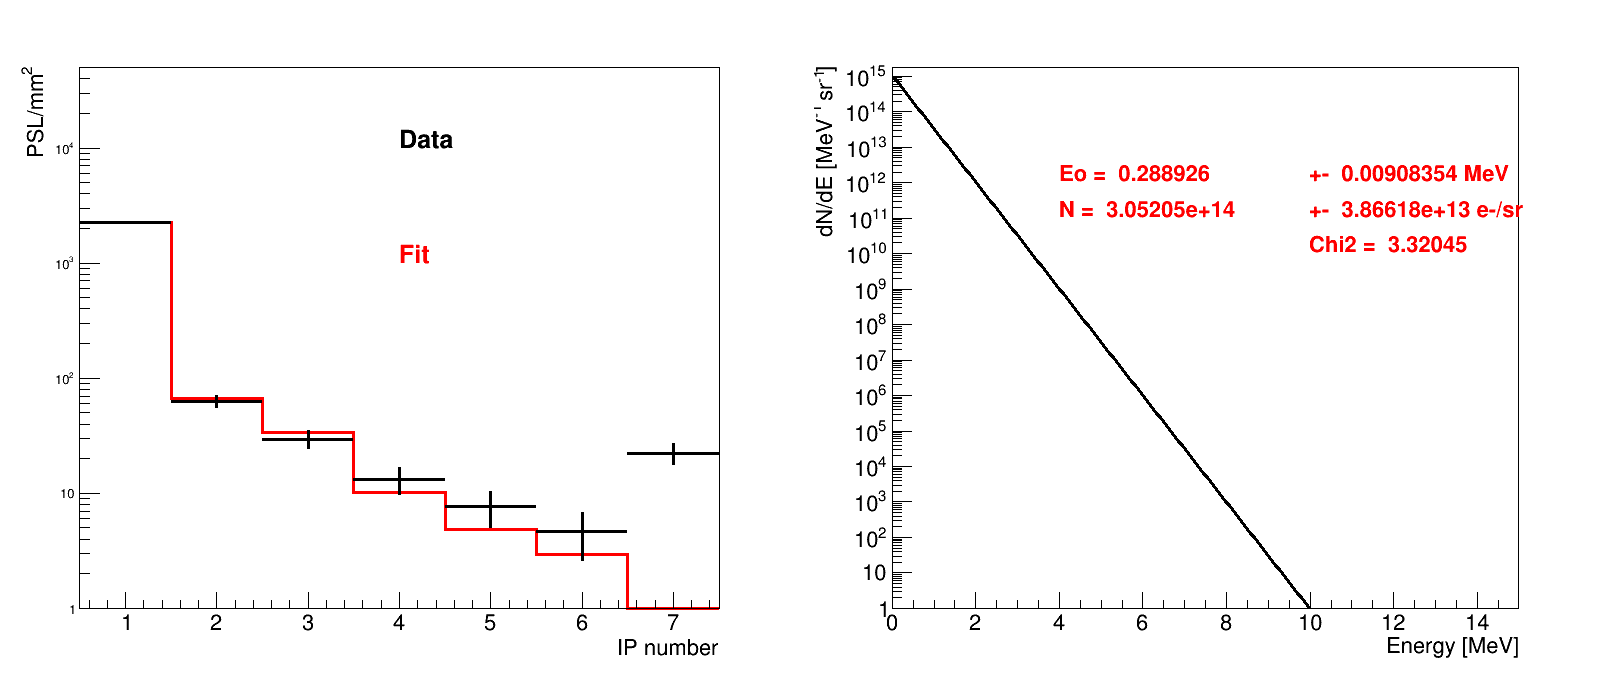 PSL/mm²
10⁴
10³
10²
10
1
Data
Fit
1 2 3 4 5 6 7
IP number
dN/dE [MeV⁻¹ sr⁻¹]
10¹⁵
10¹⁴
10¹³
10¹²
10¹¹
10¹⁰
10⁹
10⁸
10⁷
10⁶
10⁵
10⁴
10³
10²
10
1
Eo = 0.288926 +- 0.00908354 MeV
N = 3.05205e+14 +- 3.86618e+13 e-/sr
Chi2 = 3.32045
0 2 4 6 8 10 12 14
Energy [MeV]